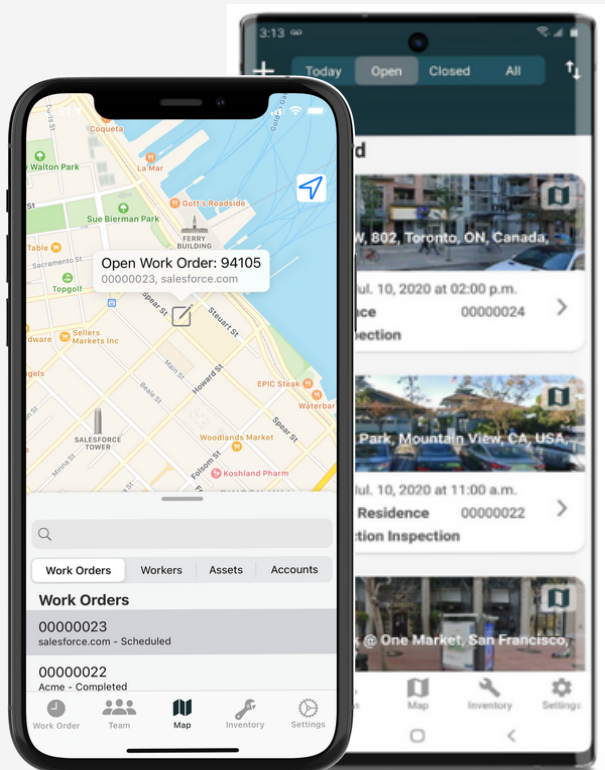 3:13
Today Open Closed All
W, 802, Toronto, ON, Canada,
Jul. 10, 2020 at 02:00 p.m.
00000024
Park, Mountain View, CA, USA,
Jul. 10, 2020 at 11:00 a.m.
Residence 00000022
Inspection
@ One Market, San Francisco,
Map Inventory Settings
Coqueta
Walton Park
La Mar
Gott's Roadside
Sue Bierman Park
FERRY
BUILDING
Table
Sacramento St
Open Work Order: 94105
00000023, salesforce.com
Topgolf
Spear St
Steuart St
Sellers
Markets Inc
Main St
Howard St
Beale St
EPIC Steak
Waterbar
Spear St
SALESFORCE
TOWER
Woodlands Market
Minna St
Folsom St
Koshland Pharm
Work Orders Workers Assets Accounts
Work Orders
00000023
salesforce.com - Scheduled
00000022
Acme - Completed
Work Order Team Map Inventory Settings